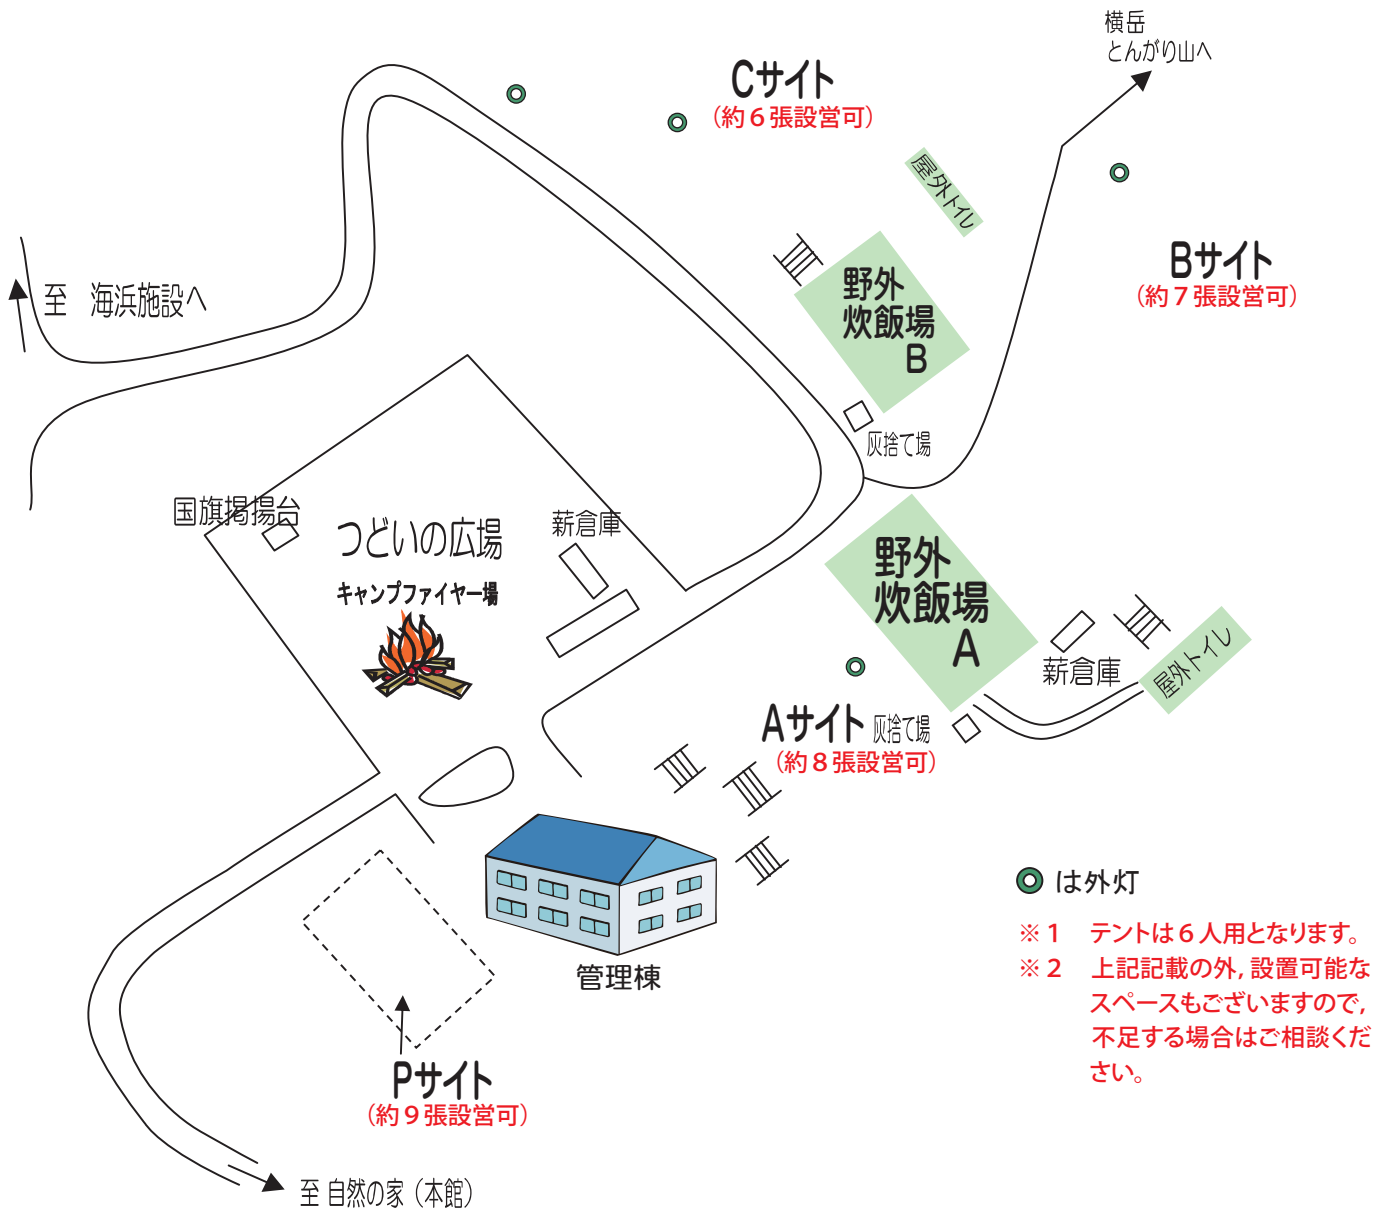 横岳
とんがり山へ
Cサイト
（約６張設営可）
屋外トイレ
Bサイト
（約７張設営可）
野外
炊飯場
B
至　海浜施設へ
灰捨て場
国旗掲揚台
つどいの広場
キャンプファイヤー場
薪倉庫
野外
炊飯場
A
薪倉庫
屋外トイレ
Aサイト
（約８張設営可）
灰捨て場
管理棟
Pサイト
（約９張設営可）
至 自然の家（本館）
は外灯
※１　テントは６人用となります。
※２　上記記載の外, 設置可能な
スペースもございますので,
不足する場合はご相談くだ
さい。